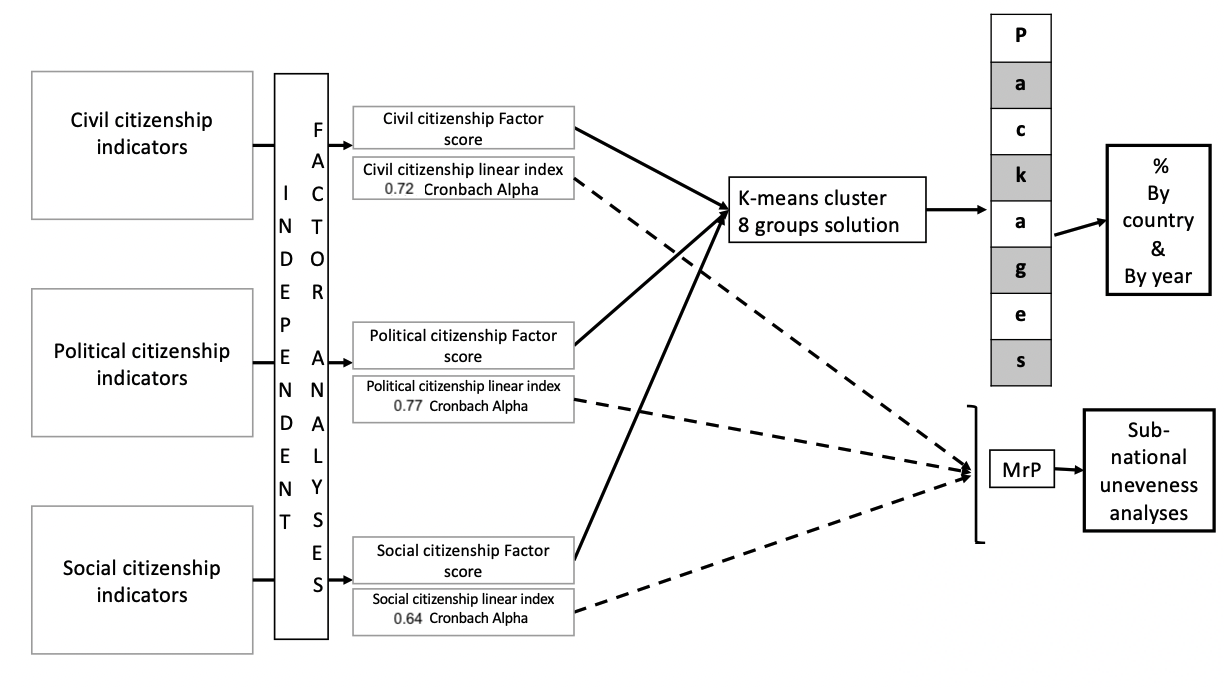 Civil citizenship
indicators
Political citizenship
indicators
Social citizenship
indicators
INDEPENDENT
FACTOR ANALYSES
Civil citizenship Factor
score
Civil citizenship linear index
0.72 Cronbach Alpha
Political citizenship Factor
score
Political citizenship linear index
0.77 Cronbach Alpha
Social citizenship Factor
score
Social citizenship linear index
0.64 Cronbach Alpha
K-means cluster
8 groups solution
P
a
c
k
a
g
e
s
%
By
country
&
By year
MrP
Sub-
national
uneveness
analyses